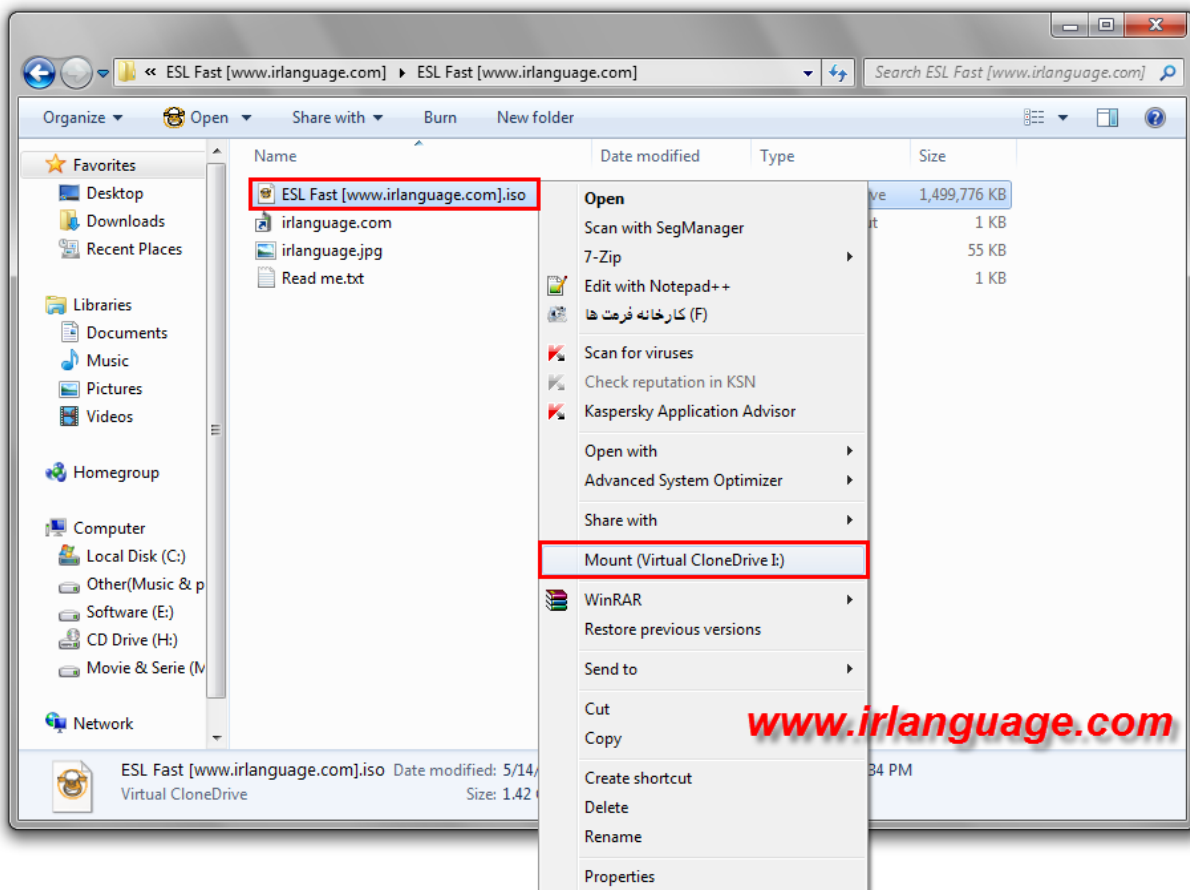 « ESL Fast [www.irlanguage.com] ESL Fast [www.irlanguage.com]
Search ESL Fast [www.irlanguage.com]
Organize Open Share with Burn New folder
Name Date modified Type Size
Favorites
Desktop
Downloads
Recent Places
Libraries
Documents
Music
Pictures
Videos
Homegroup
Computer
Local Disk (C:)
Other(Music & p
Software (E:)
CD Drive (H:)
Movie & Serie (M
Network
ESL Fast [www.irlanguage.com].iso ve 1,499,776 KB
irlanguage.com ut 1 KB
irlanguage.jpg 55 KB
Read me.txt 1 KB
Open
Scan with SegManager
7-Zip
Edit with Notepad++
(F) کارخانه فرمت ها
Scan for viruses
Check reputation in KSN
Kaspersky Application Advisor
Open with
Advanced System Optimizer
Share with
Mount (Virtual CloneDrive I:)
WinRAR
Restore previous versions
Send to
Cut
Copy
Create shortcut
Delete
Rename
Properties
www.irlanguage.com
ESL Fast [www.irlanguage.com].iso Date modified: 5/14/ 34 PM
Virtual CloneDrive Size: 1.42